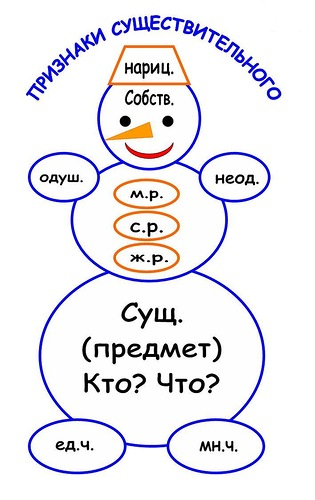 ПРИЗНАКИ СУЩЕСТВИТЕЛЬНОГО
нариц.
Собств.
одуш.
неод.
м.р.
с.р.
ж.р.
Сущ.
(предмет)
Кто? Что?
ед.ч.
мн.ч.